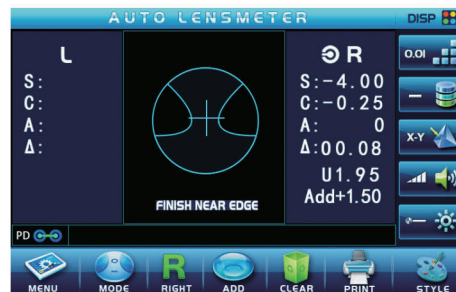 AUTO LENSMETER
DISP
L
S:
C:
A:
Δ:
R
S:-4.00
C:-0.25
A: 0
Δ:00.08
U1.95
Add+1.50
FINISH NEAR EDGE
0.01
X-Y
PD
MENU
MODE
R
RIGHT
ADD
CLEAR
PRINT
STYLE